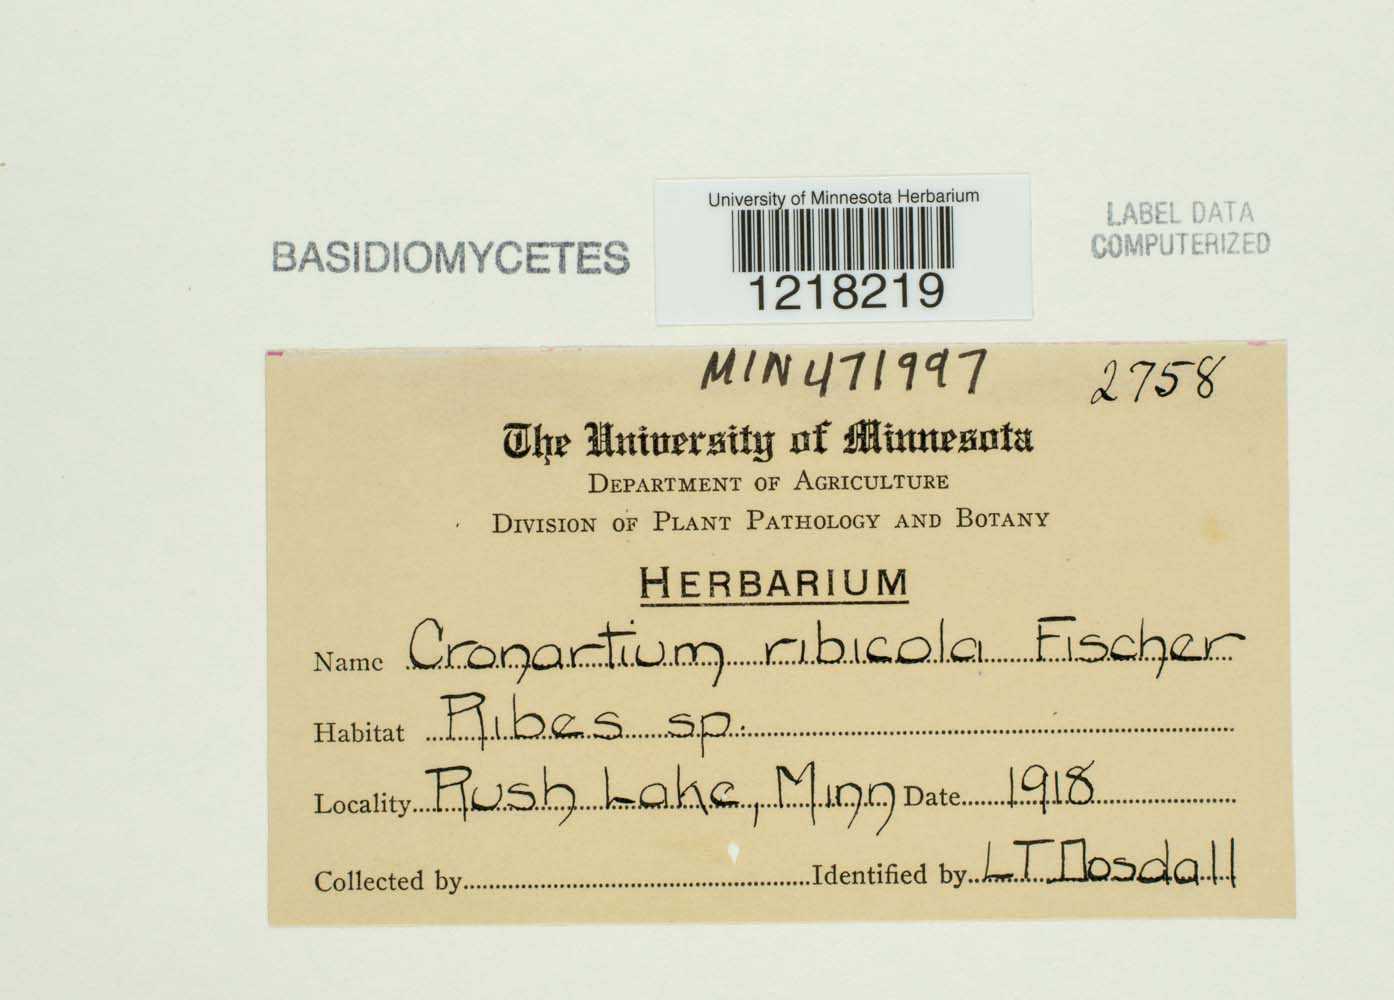 University of Minnesota Herbarium
1218219
BASIDIOMYCETES
LABEL DATA
COMPUTERIZED
MIN471997
2758
The University of Minnesota
DEPARTMENT OF AGRICULTURE
DIVISION OF PLANT PATHOLOGY AND BOTANY
HERBARIUM
Name Cronartium ribicola Fischer
Habitat Ribes sp.
Locality Rush Lake, Minn Date 1918
Collected by Identified by LT Dosdall